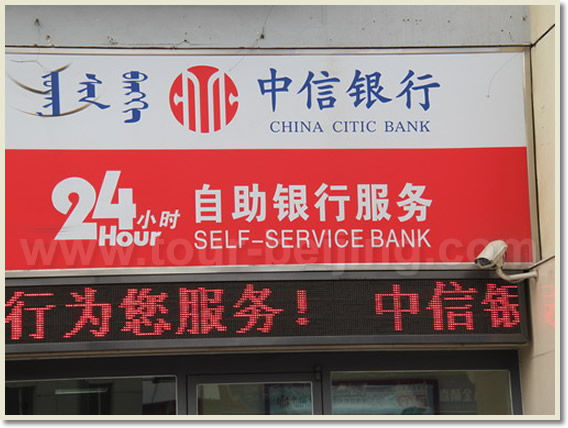 中信银行
CHINA CITIC BANK
24小时
Hour
自助银行服务
SELF-SERVICE BANK
www.tour-beijing.com
行为您服务! 中信银